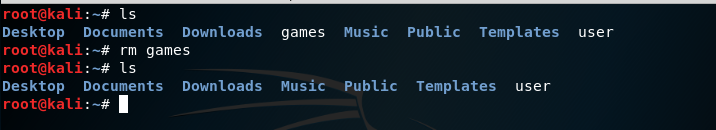 root@kali:~# ls
Desktop Documents Downloads games Music Public Templates user
root@kali:~# rm games
root@kali:~# ls
Desktop Documents Downloads Music Public Templates user
root@kali:~#